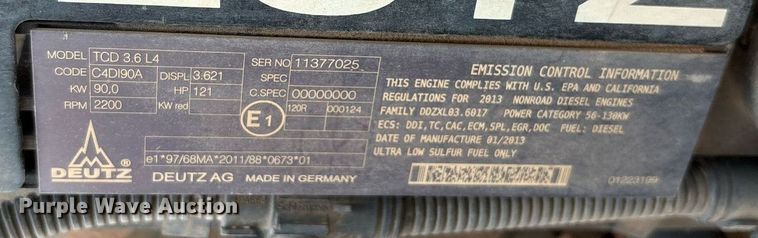 DEUTZ
MODEL TCD 3.6 L4
CODE C4DI90A DISPL 3.621
KW 90,0 HP 121
RPM 2200 KW red
SER NO 11377025
SPEC
C.SPEC 00000000
E1 120R 000124
e1*97/68MA*2011/88*0673*01
DEUTZ ®
DEUTZ AG MADE IN GERMANY
EMISSION CONTROL INFORMATION
THIS ENGINE COMPLIES WITH U.S. EPA AND CALIFORNIA
REGULATIONS FOR 2013 NONROAD DIESEL ENGINES
FAMILY DDZXL03.6017 POWER CATEGORY 56-130KW
ECS: DDI,TC,CAC,ECM,SPL,EGR,DOC FUEL: DIESEL
DATE OF MANUFACTURE 01/2013
ULTRA LOW SULFUR FUEL ONLY
01223199
Purple Wave Auction